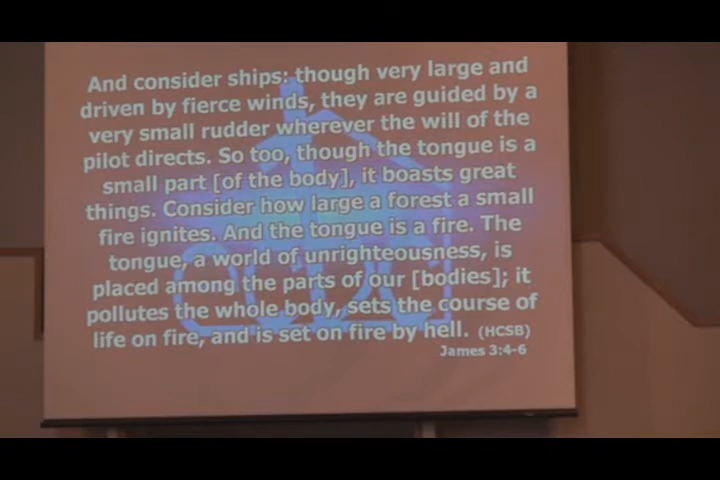 And consider ships: though very large and
driven by fierce winds, they are guided by a
very small rudder wherever the will of the
pilot directs. So too, though the tongue is a
small part [of the body], it boasts great
things. Consider how large a forest a small
fire ignites. And the tongue is a fire. The
tongue, a world of unrighteousness, is
placed among the parts of our [bodies]; it
pollutes the whole body, sets the course of
life on fire, and is set on fire by hell. (HCSB)
James 3:4-6